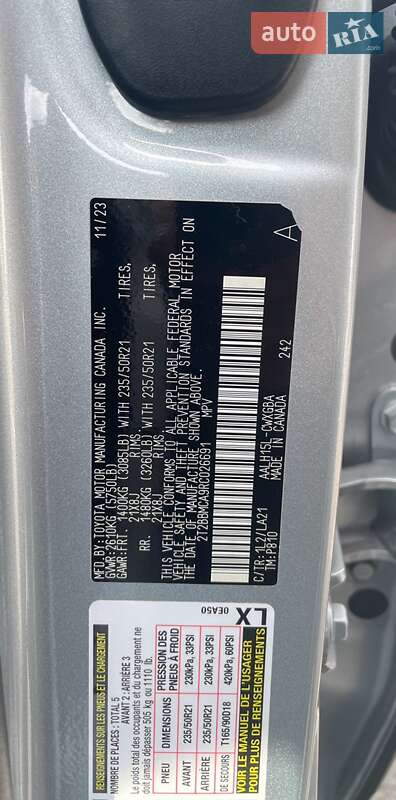 auto RIA.com
MFD. BY: TOYOTA MOTOR MANUFACTURING CANADA INC. 11/23
GVWR: 2610KG (5750LB)
GAWR: FRT. 1400KG (3085LB) WITH 235/50R21 TIRES,
21X8J RIMS
RR. 1480KG (3260LB) WITH 235/50R21 TIRES,
21X8J RIMS
THIS VEHICLE CONFORMS TO ALL APPLICABLE FEDERAL MOTOR
VEHICLE SAFETY AND THEFT PREVENTION STANDARDS IN EFFECT ON
THE DATE OF MANUFACTURE SHOWN ABOVE.
2T2BBMCA9RC026691 MPV
A
C/TR:1L2/LA21 AALH15L-CWXGBA
TM:P810 MADE IN CANADA 242
RENSEIGNEMENTS SUR LES PNEUS ET LE CHARGEMENT
NOMBRE DE PLACES: TOTAL 5 AVANT 2: ARRIÈRE 3
Le poids total des occupants et du chargement ne
doit jamais dépasser 505 kg ou 1110 lb.
LX
0EA50
PNEU DIMENSIONS PRESSION DES PNEUS À FROID
AVANT 235/50R21 230kPa, 33PSI
ARRIÈRE 235/50R21 230kPa, 33PSI
DE SECOURS T165/90D18 420kPa, 60PSI
VOIR LE MANUEL DE L'USAGER
POUR PLUS DE RENSEIGNEMENTS